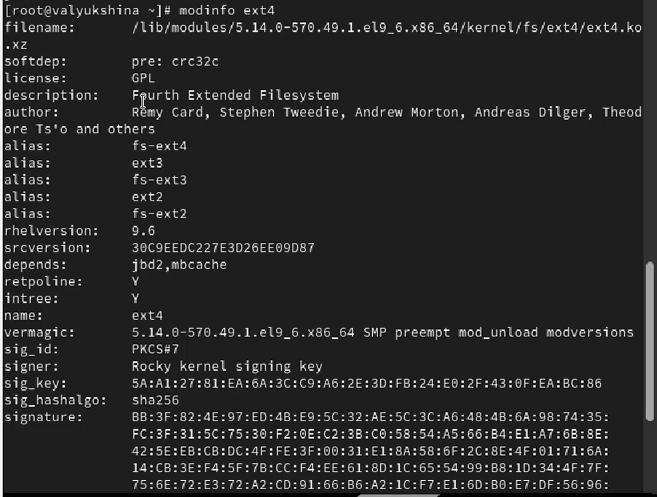 [root@valyukshina ~]# modinfo ext4
filename:       /lib/modules/5.14.0-570.49.1.el9_6.x86_64/kernel/fs/ext4/ext4.ko
.xz
softdep:        pre: crc32c
license:        GPL
description:    Fourth Extended Filesystem
author:         Remy Card, Stephen Tweedie, Andrew Morton, Andreas Dilger, Theod
ore Ts'o and others
alias:          fs-ext4
alias:          ext3
alias:          fs-ext3
alias:          ext2
alias:          fs-ext2
rhelversion:    9.6
srcversion:     30C9EEDC227E3D26EE09D87
depends:        jbd2,mbcache
retpoline:      Y
intree:         Y
name:           ext4
vermagic:       5.14.0-570.49.1.el9_6.x86_64 SMP preempt mod_unload modversions
sig_id:         PKCS#7
signer:         Rocky kernel signing key
sig_key:        5A:A1:27:81:EA:6A:3C:C9:A6:2E:3D:FB:24:E0:2F:43:0F:EA:BC:86
sig_hashalgo:   sha256
signature:      BB:3F:82:4E:97:ED:4B:E9:5C:32:AE:5C:3C:A6:48:4B:6A:98:74:35:
                FC:3F:31:5C:75:30:F2:0E:C2:3B:C0:58:54:A5:66:B4:E1:A7:6B:8E:
                42:5E:EB:CB:DC:4F:FE:3F:00:31:E1:8A:58:6F:2C:8E:4F:01:71:6A:
                14:CB:3E:F4:5F:7B:CC:F4:EE:61:8D:1C:65:54:99:B8:1D:34:4F:7F:
                75:6E:72:E3:72:A2:CD:91:66:B6:A2:1C:F7:E1:6D:B0:E7:DF:56:96: